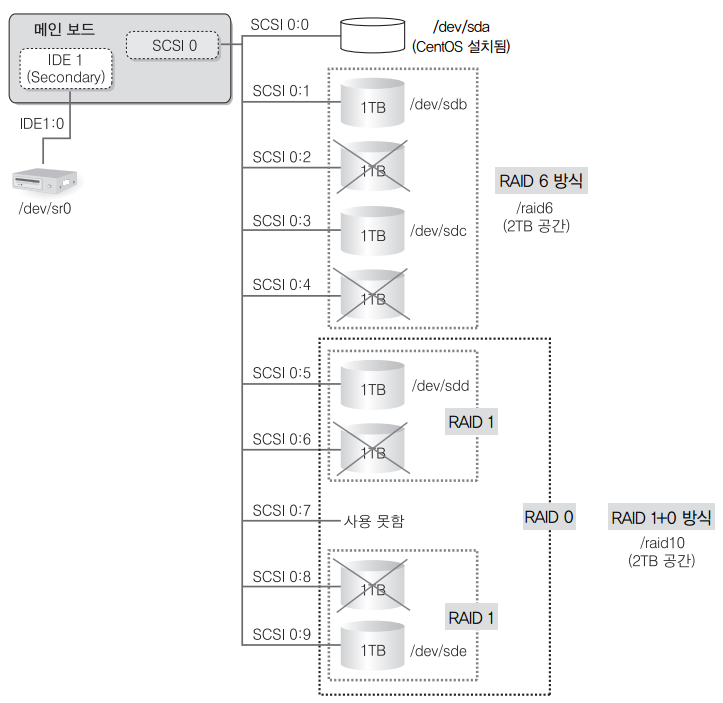 메인 보드
SCSI 0
IDE 1
(Secondary)
IDE1:0
/dev/sr0
SCSI 0:0
/dev/sda
(CentOS 설치됨)
SCSI 0:1
1TB
/dev/sdb
SCSI 0:2
1TB
RAID 6 방식
/raid6
(2TB 공간)
SCSI 0:3
1TB
/dev/sdc
SCSI 0:4
1TB
SCSI 0:5
1TB
/dev/sdd
RAID 1
SCSI 0:6
1TB
SCSI 0:7
사용 못함
RAID 0
RAID 1+0 방식
/raid10
(2TB 공간)
SCSI 0:8
1TB
RAID 1
SCSI 0:9
1TB
/dev/sde